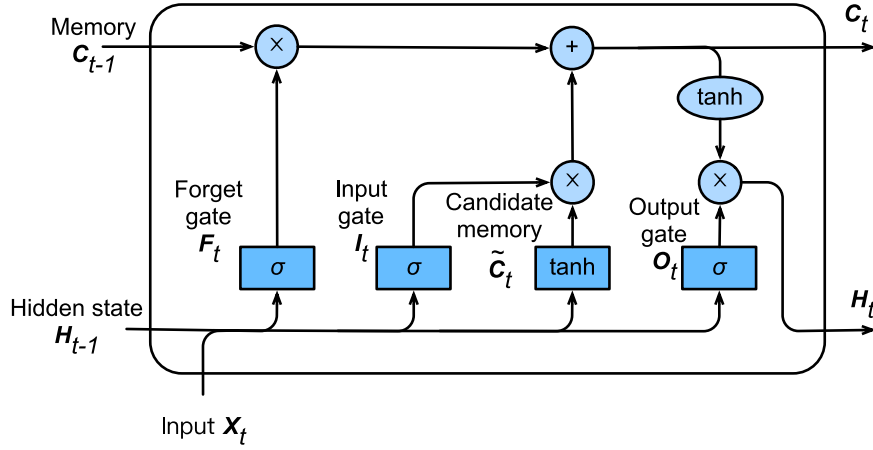 Memory
C_{t-1}
×
+
C_t
tanh
Forget
gate
F_t
Input
gate
I_t
×
Candidate
memory
C̃_t
Output
gate
O_t
×
σ
σ
tanh
σ
Hidden state
H_{t-1}
H_t
Input X_t